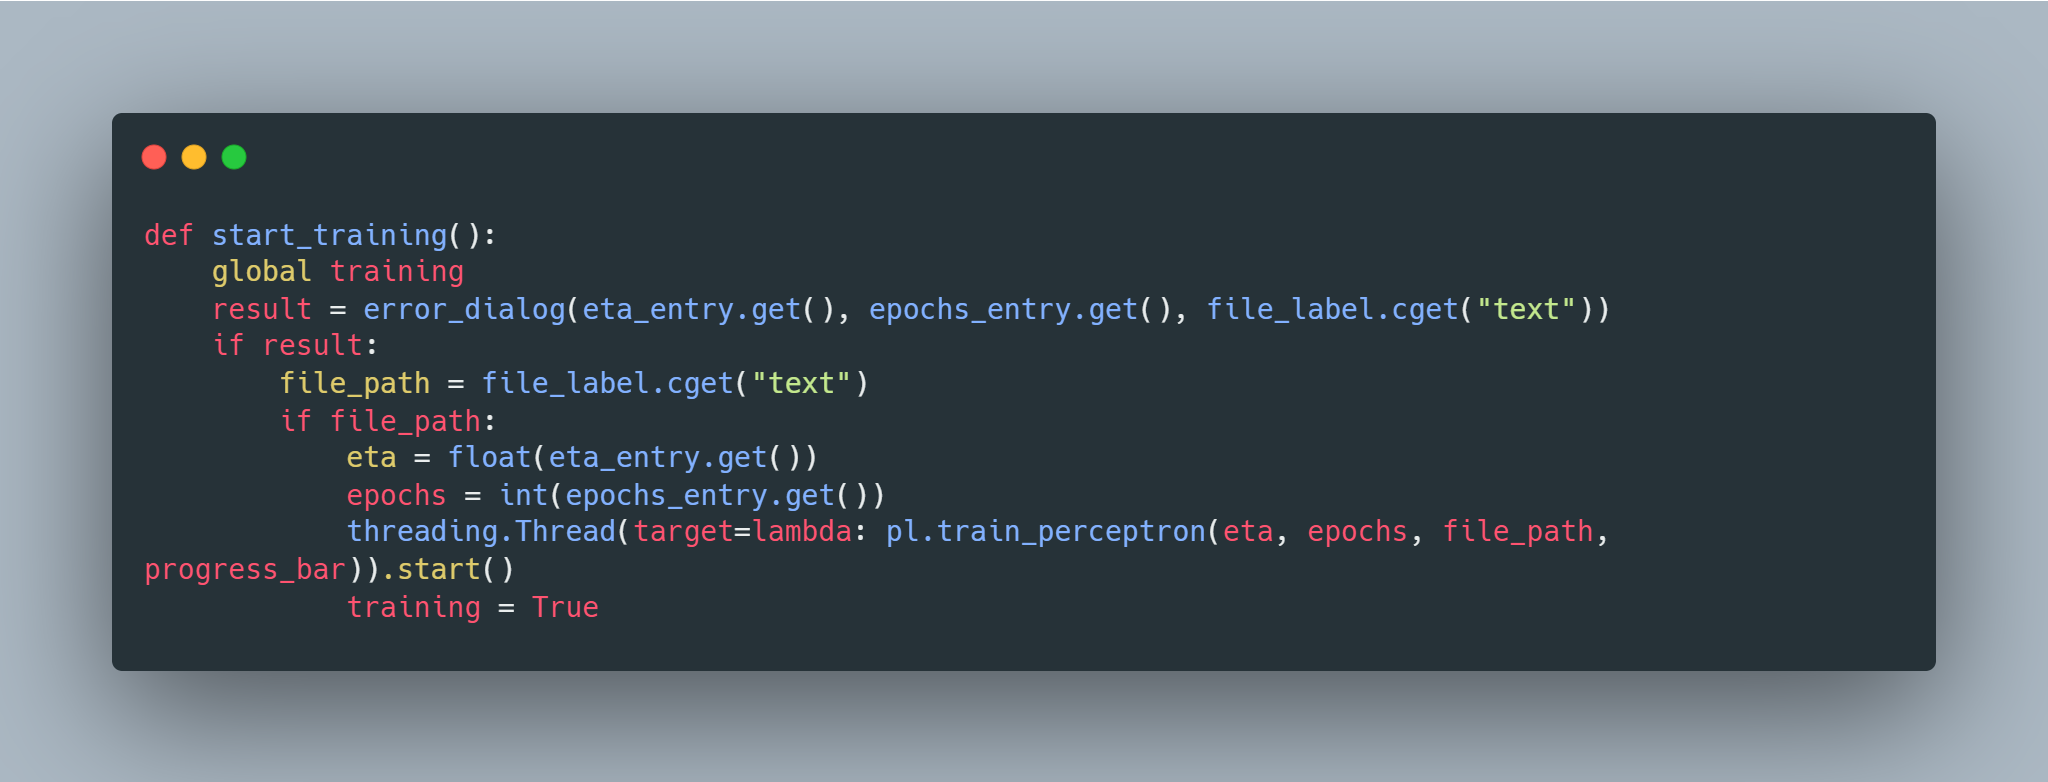 def start_training():
    global training
    result = error_dialog(eta_entry.get(), epochs_entry.get(), file_label.cget("text"))
    if result:
        file_path = file_label.cget("text")
        if file_path:
            eta = float(eta_entry.get())
            epochs = int(epochs_entry.get())
            threading.Thread(target=lambda: pl.train_perceptron(eta, epochs, file_path,
progress_bar)).start()
            training = True